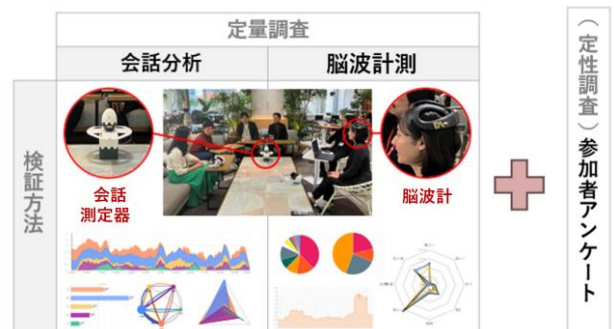 定量調査
会話分析
脳波計測
検証方法
会話
測定器
脳波計
（定性調査）参加者アンケート